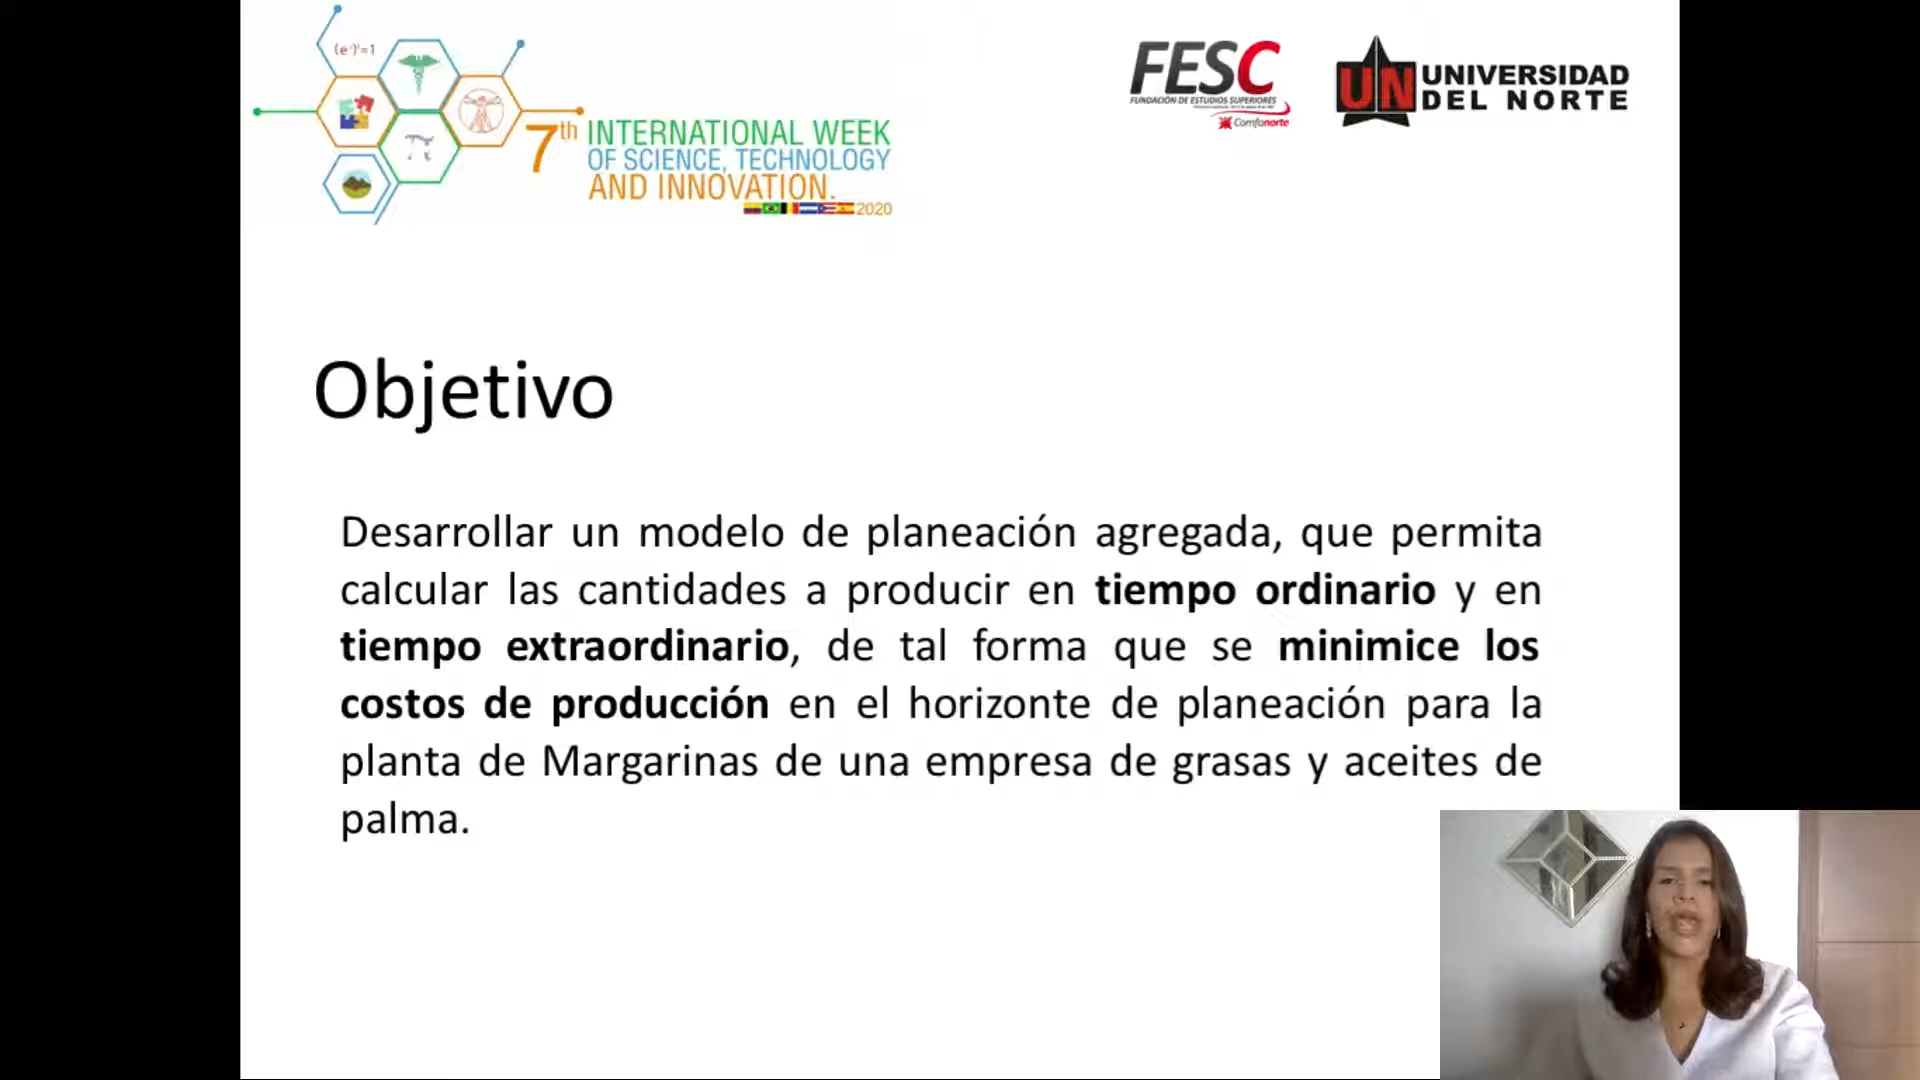 (e⁻)ⁱ=1
7th INTERNATIONAL WEEK
OF SCIENCE, TECHNOLOGY
AND INNOVATION.
2020
FESC
FUNDACIÓN DE ESTUDIOS SUPERIORES
Comfanorte
UN UNIVERSIDAD
DEL NORTE
Objetivo
Desarrollar un modelo de planeación agregada, que permita
calcular las cantidades a producir en tiempo ordinario y en
tiempo extraordinario, de tal forma que se minimice los
costos de producción en el horizonte de planeación para la
planta de Margarinas de una empresa de grasas y aceites de
palma.